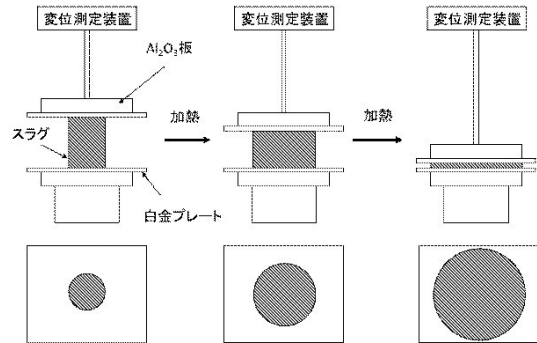 変位測定装置
変位測定装置
変位測定装置
Al₂O₃板
加熱
加熱
スラグ
白金プレート